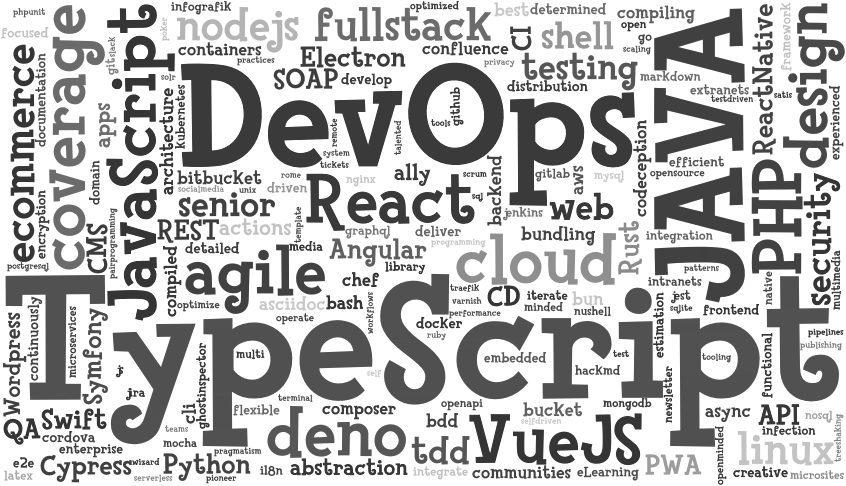 phpunit
infografik
optimized
best
determined
compiling
framework
focused
poker
nodejs
fullstack
CI
shell
open
go
scaling
ReactNative
design
ecommerce
documentation
coverage
git
slack
JavaScript
containers
practices
Electron
confluence
privacy
testing
markdown
JAVA
solr
SOAP
develop
DevOps
distribution
extranets
testdriven
satis
experienced
apps
architecture
Kubernetes
remote
system
tickets
talented
tools
github
codeception
efficient
opensource
PHP
security
domain
bitbucket
socialmedia
unix
rome
driven
nginx
ally
scrum
backend
gitlab
aws
mysql
encryption
CMS
pairprogramming
senior
template
React
sql
jenkins
web
REST
actions
graphql
deliver
bundling
Rust
integration
postgresql
compiled
detailed
media
Angular
programming
library
cloud
patterns
multimedia
agile
chef
traefik
varnish
performance
CD
iterate
minded
bun
nushell
intranets
jest
sqlite
frontend
native
optimize
asciidoc
bash
workflows
operate
docker
ruby
estimation
pipelines
publishing
TypeScript
Wordpress
continuously
microservices
Symfony
multi
embedded
test
tooling
functional
qr
jra
self
hackmd
cli
ghostinspector
flexible
terminal
composer
openapi
bucket
selfdriven
mongodb
newsletter
async
API
nosql
QA
Swift
cordova
teams
mocha
deno
bdd
VueJS
infection
treeshaking
enterprise
pragmatism
tdd
openminded
linux
e2e
latex
Cypress
wizard
serverless
Python
pioneer
i18n
abstraction
integrate
communities
eLearning
PWA
creative
microsites